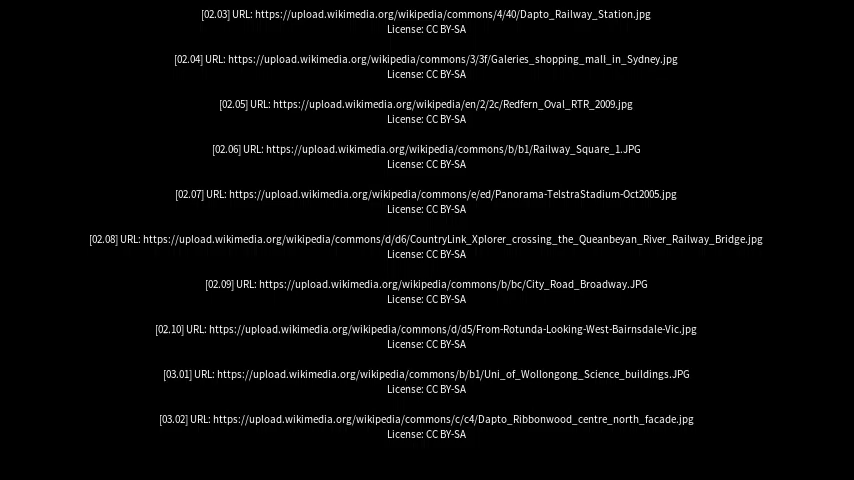 [02.03] URL: https://upload.wikimedia.org/wikipedia/commons/4/40/Dapto_Railway_Station.jpg
License: CC BY-SA
[02.04] URL: https://upload.wikimedia.org/wikipedia/commons/3/3f/Galeries_shopping_mall_in_Sydney.jpg
License: CC BY-SA
[02.05] URL: https://upload.wikimedia.org/wikipedia/en/2/2c/Redfern_Oval_RTR_2009.jpg
License: CC BY-SA
[02.06] URL: https://upload.wikimedia.org/wikipedia/commons/b/b1/Railway_Square_1.JPG
License: CC BY-SA
[02.07] URL: https://upload.wikimedia.org/wikipedia/commons/e/ed/Panorama-TelstraStadium-Oct2005.jpg
License: CC BY-SA
[02.08] URL: https://upload.wikimedia.org/wikipedia/commons/d/d6/CountryLink_Xplorer_crossing_the_Queanbeyan_River_Railway_Bridge.jpg
License: CC BY-SA
[02.09] URL: https://upload.wikimedia.org/wikipedia/commons/b/bc/City_Road_Broadway.JPG
License: CC BY-SA
[02.10] URL: https://upload.wikimedia.org/wikipedia/commons/d/d5/From-Rotunda-Looking-West-Bairnsdale-Vic.jpg
License: CC BY-SA
[03.01] URL: https://upload.wikimedia.org/wikipedia/commons/b/b1/Uni_of_Wollongong_Science_buildings.JPG
License: CC BY-SA
[03.02] URL: https://upload.wikimedia.org/wikipedia/commons/c/c4/Dapto_Ribbonwood_centre_north_facade.jpg
License: CC BY-SA